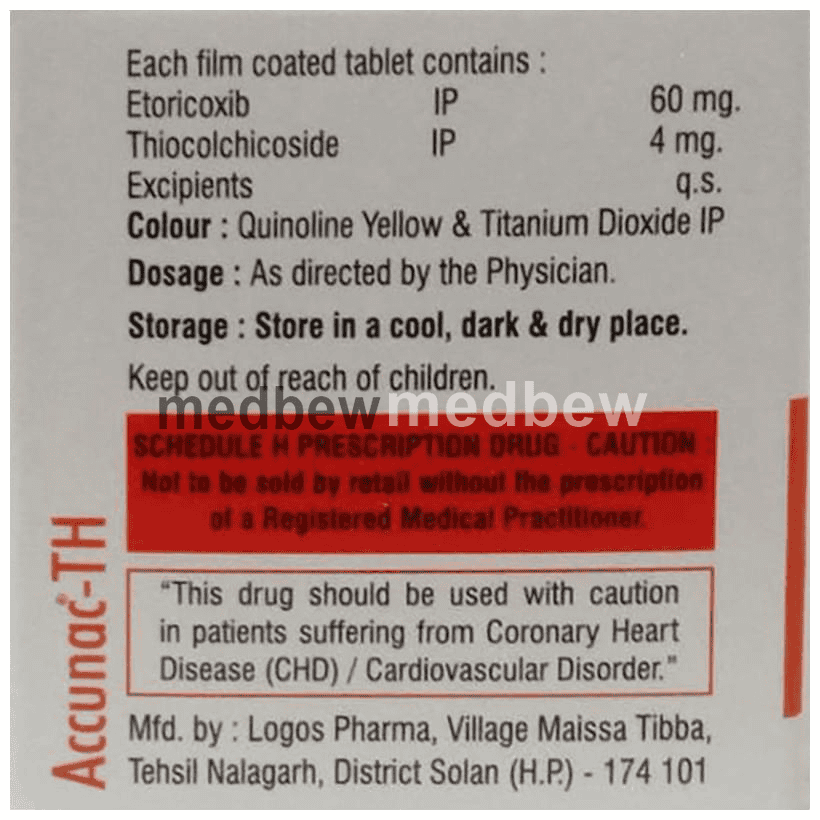 Each film coated tablet contains :
Etoricoxib IP 60 mg.
Thiocolchicoside IP 4 mg.
Excipients q.s.
Colour : Quinoline Yellow & Titanium Dioxide IP
Dosage : As directed by the Physician.
Storage : Store in a cool, dark & dry place.
Keep out of reach of children.
medbew medbew
SCHEDULE H PRESCRIPTION DRUG - CAUTION
Not to be sold by retail without the prescription
of a Registered Medical Practitioner.
"This drug should be used with caution
in patients suffering from Coronary Heart
Disease (CHD) / Cardiovascular Disorder."
Mfd. by : Logos Pharma, Village Maissa Tibba,
Tehsil Nalagarh, District Solan (H.P.) - 174 101
Accunac®-TH